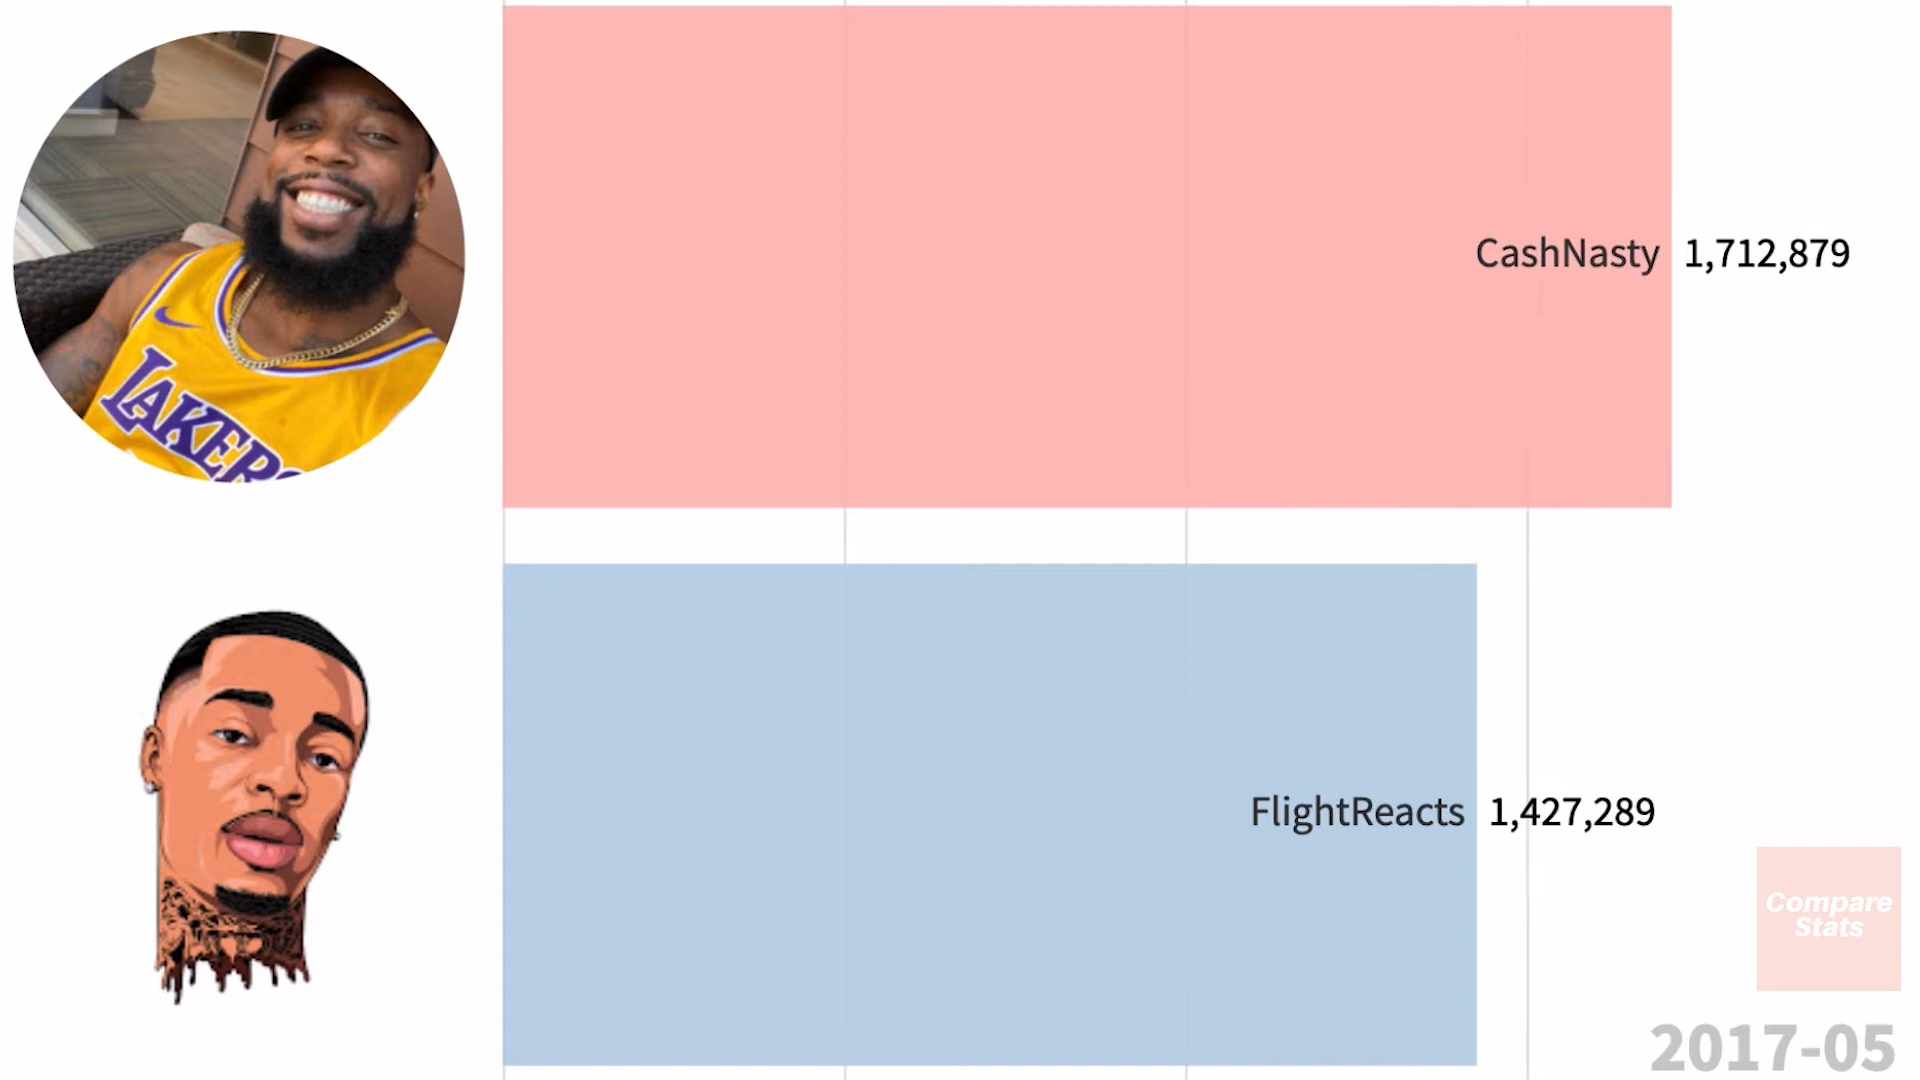 CashNasty 1,712,879
LAKERS
FlightReacts 1,427,289
Compare
Stats
2017-05